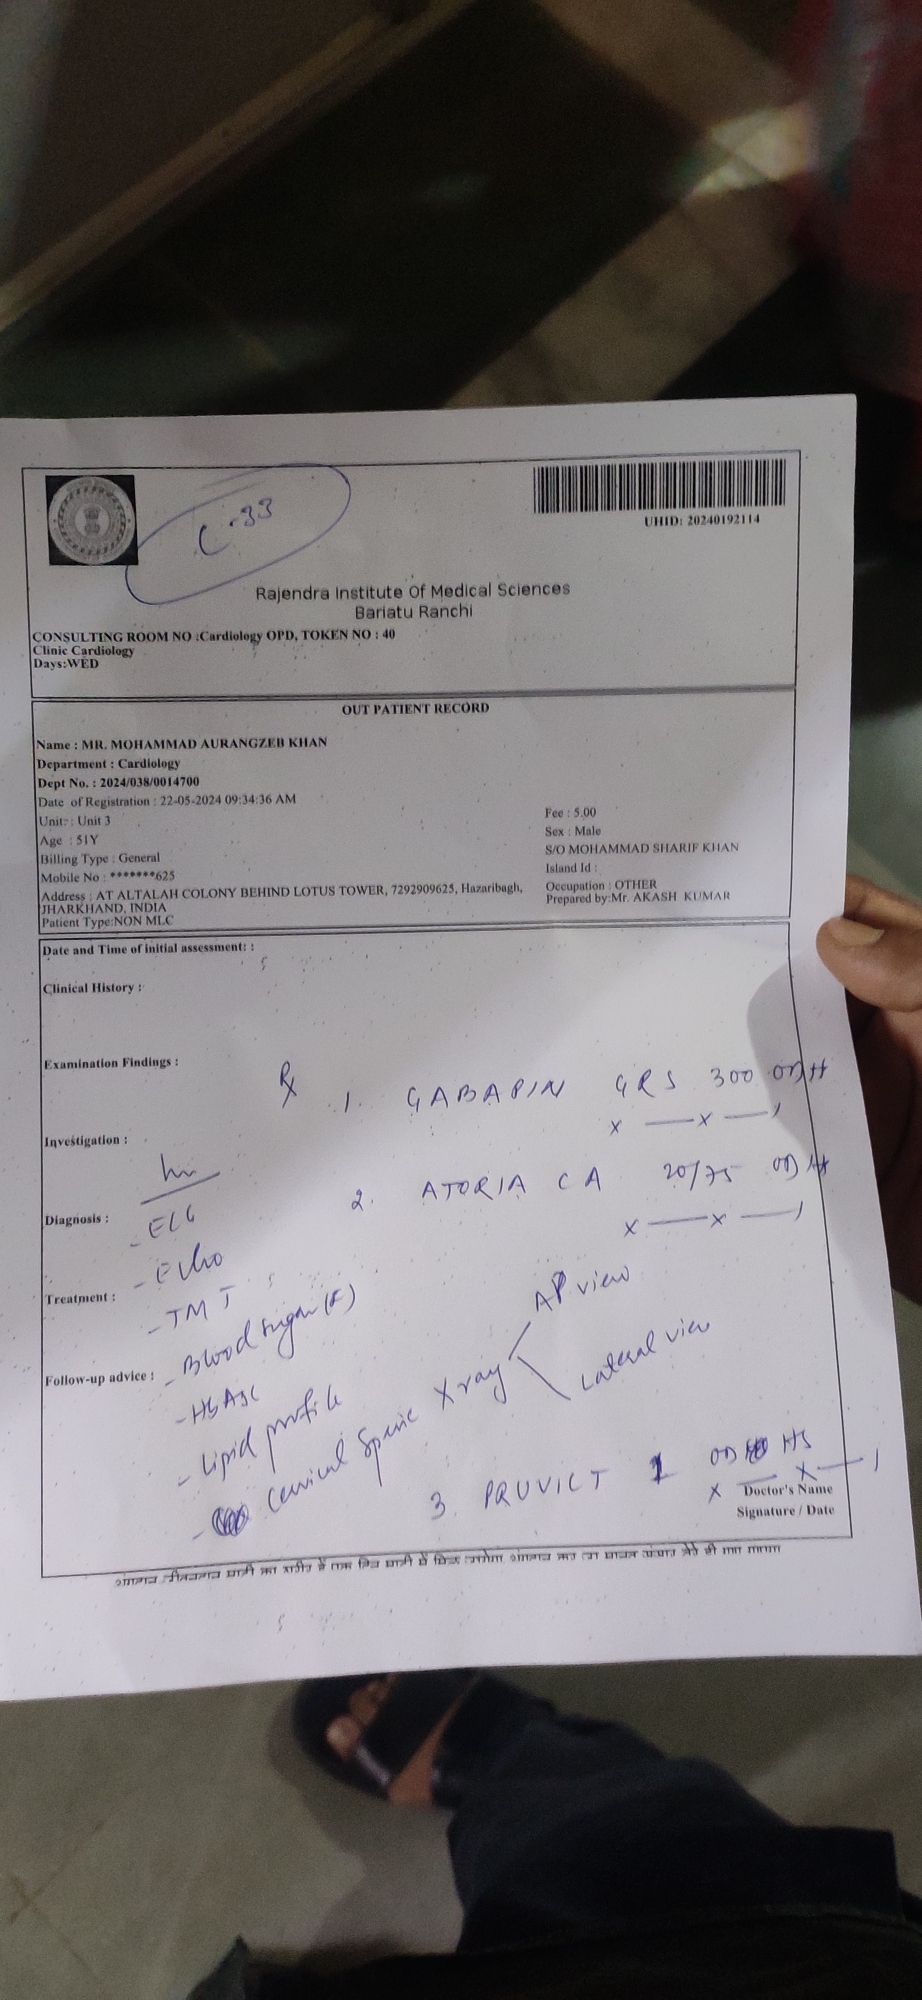 C-33
UHID: 20240192114
Rajendra Institute Of Medical Sciences
Bariatu Ranchi
CONSULTING ROOM NO :Cardiology OPD, TOKEN NO : 40
Clinic Cardiology
Days:WED
OUT PATIENT RECORD
Name : MR. MOHAMMAD AURANGZEB KHAN
Department : Cardiology
Dept No. : 2024/038/0014700
Date of Registration : 22-05-2024 09:34:36 AM
Unit: : Unit 3
Age : 51Y
Billing Type : General
Mobile No : *******625
Address : AT ALTALAH COLONY BEHIND LOTUS TOWER, 7292909625, Hazaribagh,
JHARKHAND, INDIA
Patient Type:NON MLC
Fee : 5.00
Sex : Male
S/O MOHAMMAD SHARIF KHAN
Island Id :
Occupation : OTHER
Prepared by:Mr. AKASH KUMAR
Date and Time of initial assessment: :
Clinical History :
Examination Findings :
Rx 1. GABAPIN GRS 300 OD HS
x — x — 1
Investigation :
2. ATORIA CA 20/75 OD HS
x — x — 1
Diagnosis :
- ECG
- Echo
Treatment :
- TMT
- Blood sugar (F)
Follow-up advice :
- HbA1c
- Lipid profile
- Cervical Spine Xray
AP view
Lateral view
3. PRUVICT 1 OD HS
x — x — 1
Doctor's Name
Signature / Date